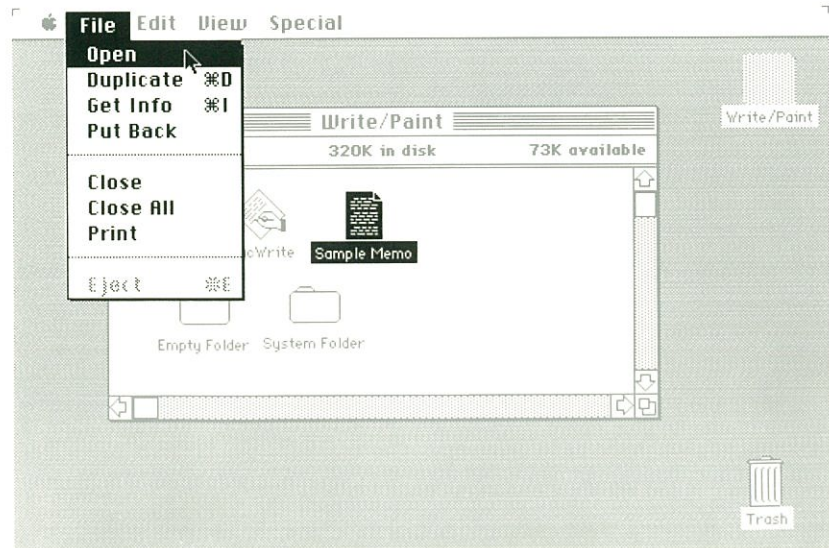 File Edit View Special
Open
Duplicate ⌘D
Get Info ⌘I
Put Back
Close
Close All
Print
Eject ⌘E
Write/Paint
320K in disk 73K available
Sample Memo
Empty Folder System Folder
Write/Paint
Trash